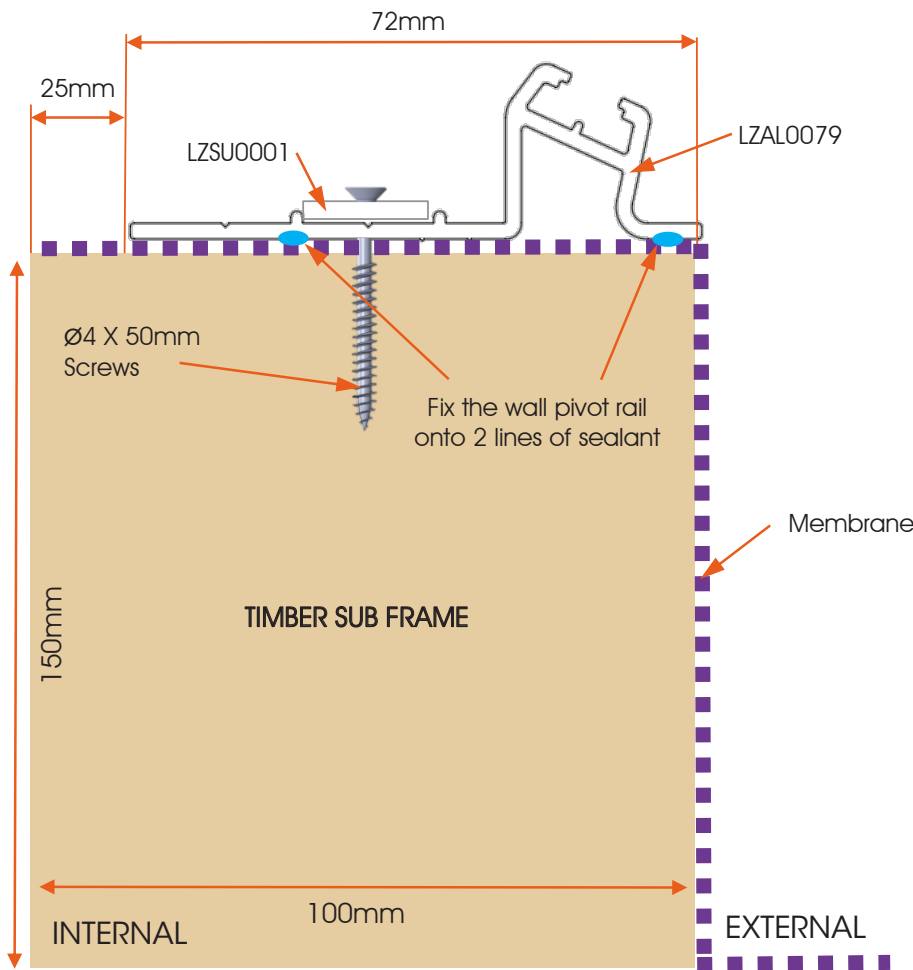 72mm
25mm
LZSU0001
LZAL0079
Ø4 X 50mm
Screws
Fix the wall pivot rail
onto 2 lines of sealant
Membrane
TIMBER SUB FRAME
150mm
100mm
INTERNAL
EXTERNAL